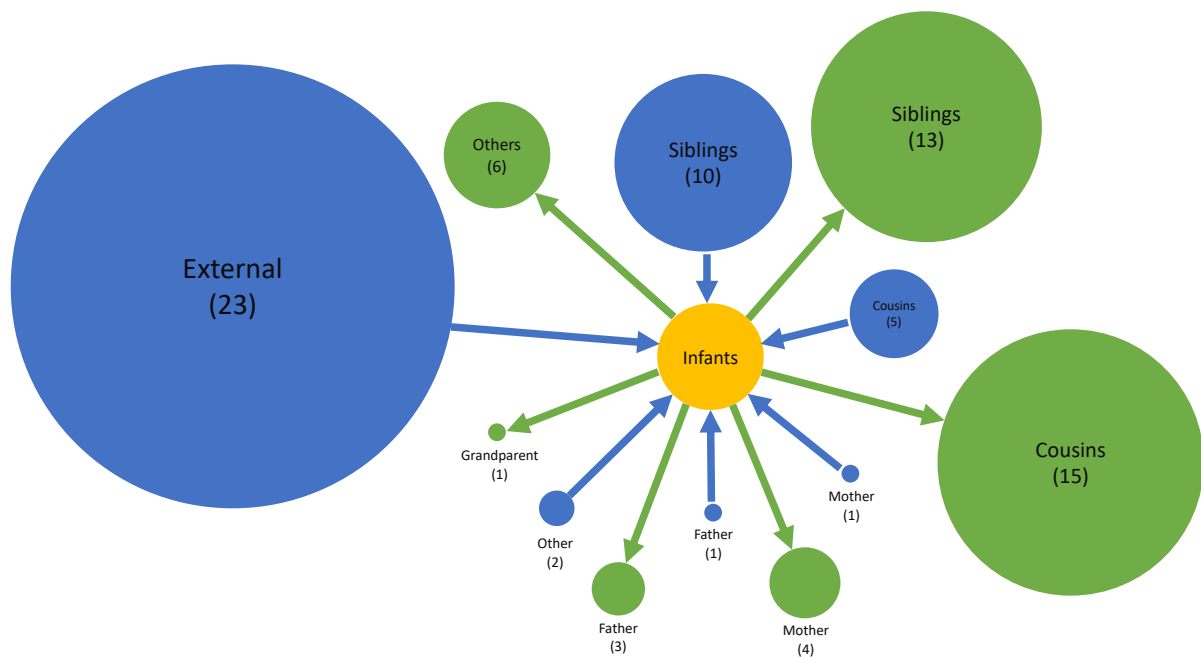 Others
(6)
Siblings
(10)
Siblings
(13)
External
(23)
Cousins
(5)
Infants
Grandparent
(1)
Cousins
(15)
Mother
(1)
Other
(2)
Father
(1)
Father
(3)
Mother
(4)